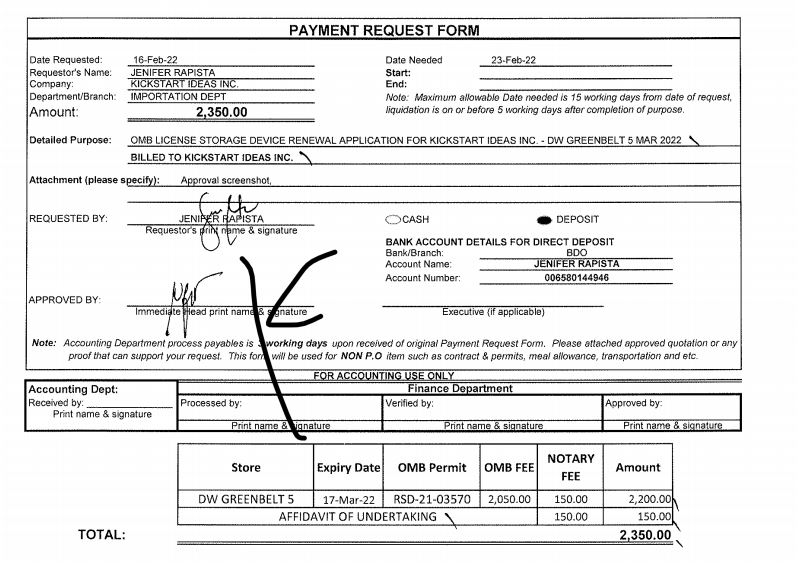 PAYMENT REQUEST FORM
Date Requested: 16-Feb-22 Date Needed 23-Feb-22
Requestor's Name: JENIFER RAPISTA Start:
Company: KICKSTART IDEAS INC. End:
Department/Branch: IMPORTATION DEPT Note: Maximum allowable Date needed is 15 working days from date of request,
Amount: 2,350.00 liquidation is on or before 5 working days after completion of purpose.
Detailed Purpose: OMB LICENSE STORAGE DEVICE RENEWAL APPLICATION FOR KICKSTART IDEAS INC. - DW GREENBELT 5 MAR 2022
BILLED TO KICKSTART IDEAS INC.
Attachment (please specify): Approval screenshot,
REQUESTED BY: JENIFER RAPISTA CASH DEPOSIT
Requestor's print name & signature
BANK ACCOUNT DETAILS FOR DIRECT DEPOSIT
Bank/Branch: BDO
Account Name: JENIFER RAPISTA
Account Number: 006580144946
APPROVED BY:
Immediate Head print name & signature Executive (if applicable)
Note: Accounting Department process payables is working days upon received of original Payment Request Form. Please attached approved quotation or any
proof that can support your request. This form will be used for NON P.O item such as contract & permits, meal allowance, transportation and etc.
FOR ACCOUNTING USE ONLY
Accounting Dept: Finance Department
Received by: Processed by: Verified by: Approved by:
Print name & signature
Print name & signature Print name & signature Print name & signature
Store Expiry Date OMB Permit OMB FEE NOTARY FEE Amount
DW GREENBELT 5 17-Mar-22 RSD-21-03570 2,050.00 150.00 2,200.00
AFFIDAVIT OF UNDERTAKING 150.00 150.00
TOTAL: 2,350.00